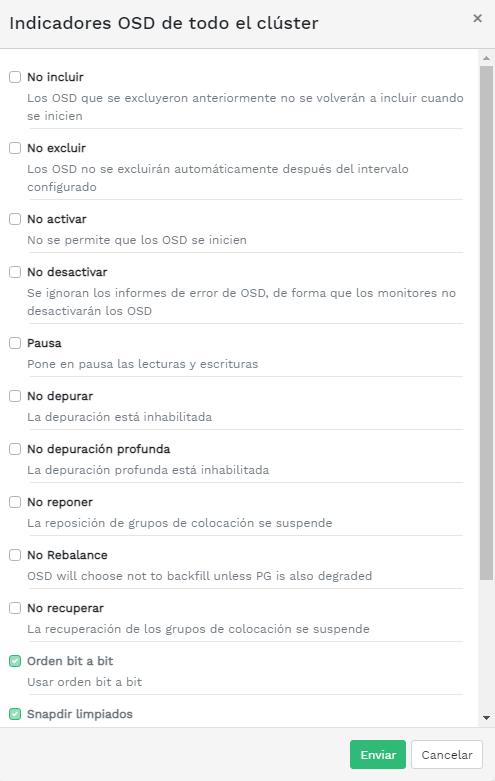 Indicadores OSD de todo el clúster
×
No incluir
Los OSD que se excluyeron anteriormente no se volverán a incluir cuando
se inicien
No excluir
Los OSD no se excluirán automáticamente después del intervalo
configurado
No activar
No se permite que los OSD se inicien
No desactivar
Se ignoran los informes de error de OSD, de forma que los monitores no
desactivarán los OSD
Pausa
Pone en pausa las lecturas y escrituras
No depurar
La depuración está inhabilitada
No depuración profunda
La depuración profunda está inhabilitada
No reponer
La reposición de grupos de colocación se suspende
No Rebalance
OSD will choose not to backfill unless PG is also degraded
No recuperar
La recuperación de los grupos de colocación se suspende
Orden bit a bit
Usar orden bit a bit
Snapdir limpiados
Enviar
Cancelar